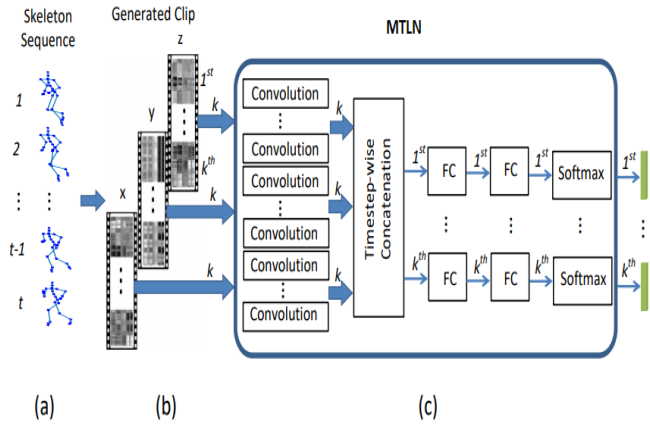 Skeleton
Sequence
Generated Clip
MTLN
1
2
⋮ ⋮
t-1
t
x
y
z
1st
kth
k
k
k
Convolution
⋮
Convolution
Convolution
⋮
Convolution
Convolution
⋮
Convolution
k
k
k
Timestep-wise
Concatenation
1st
FC
1st
FC
1st
Softmax
1st
⋮ ⋮ ⋮ ⋮
kth
FC
kth
FC
kth
Softmax
kth
(a)
(b)
(c)